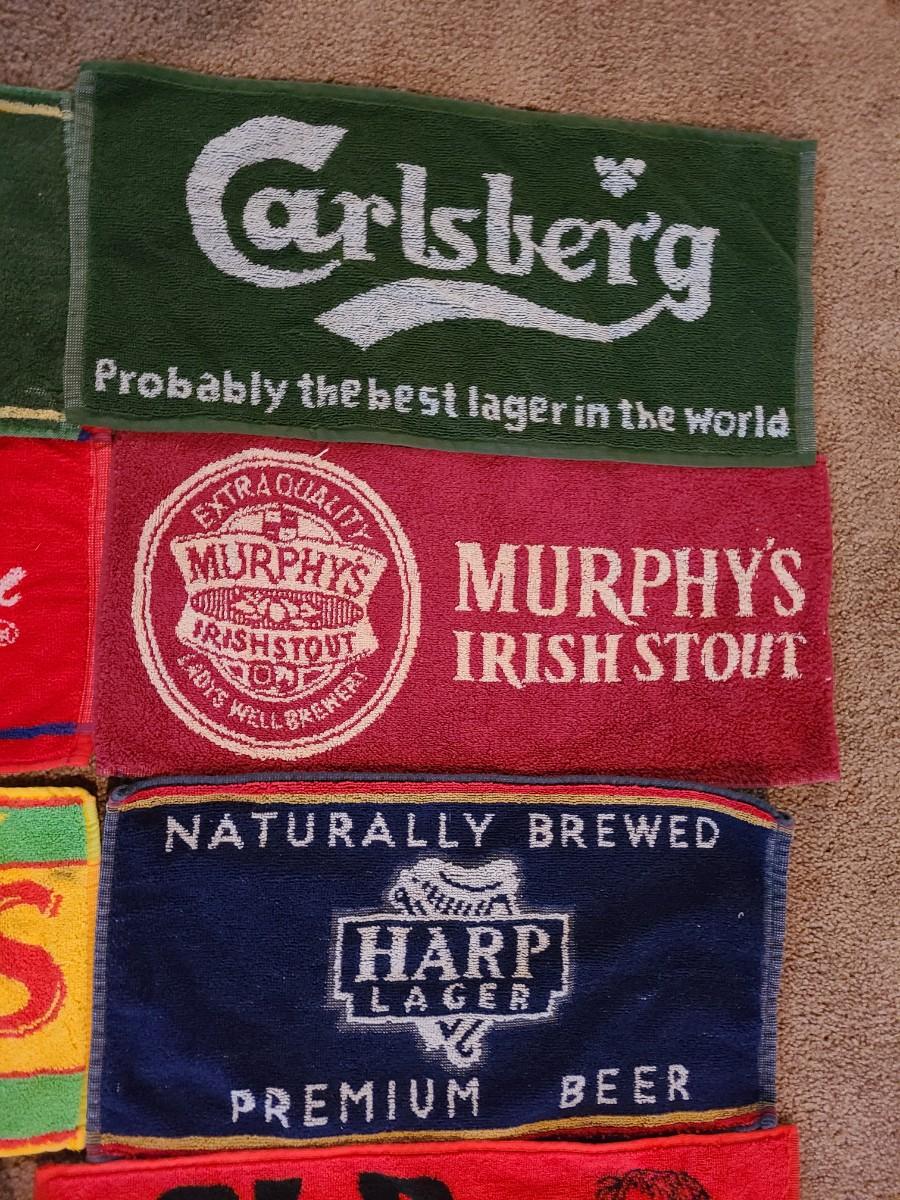 Carlsberg
Probably the best lager in the world
EXTRA QUALITY
MURPHY'S
IRISH STOUT
LADY'S WELL BREWERY
MURPHY'S
IRISH STOUT
NATURALLY BREWED
HARP
LAGER
PREMIUM BEER
S